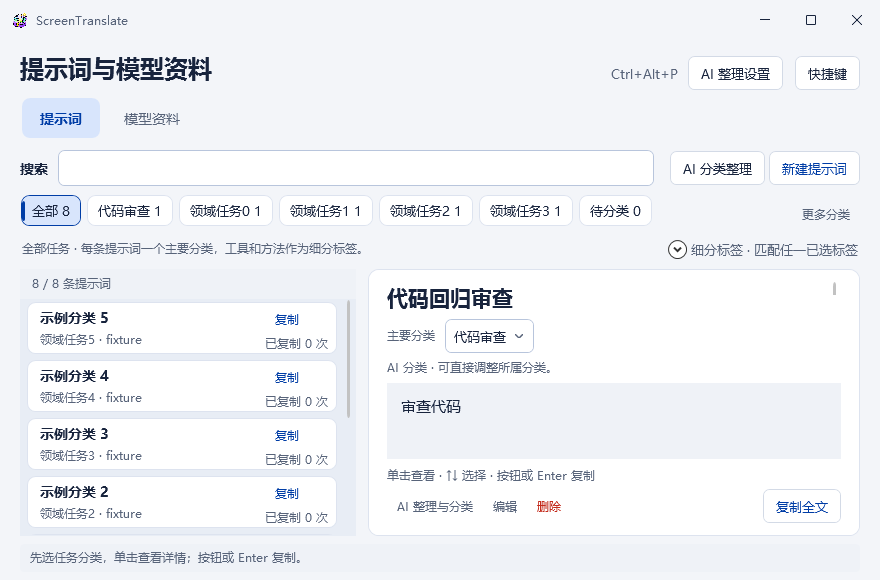 ScreenTranslate
提示词与模型资料
Ctrl+Alt+P
AI 整理设置
快捷键
提示词
模型资料
搜索
AI 分类整理
新建提示词
全部 8
代码审查 1
领域任务0 1
领域任务1 1
领域任务2 1
领域任务3 1
待分类 0
更多分类
全部任务 · 每条提示词一个主要分类，工具和方法作为细分标签。
细分标签 · 匹配任一已选标签
8 / 8 条提示词
示例分类 5
复制
领域任务5 · fixture
已复制 0 次
示例分类 4
复制
领域任务4 · fixture
已复制 0 次
示例分类 3
复制
领域任务3 · fixture
已复制 0 次
示例分类 2
复制
领域任务2 · fixture
已复制 0 次
代码回归审查
主要分类
代码审查
AI 分类 · 可直接调整所属分类。
审查代码
单击查看 · ↑↓ 选择 · 按钮或 Enter 复制
AI 整理与分类
编辑
删除
复制全文
先选任务分类，单击查看详情；按钮或 Enter 复制。